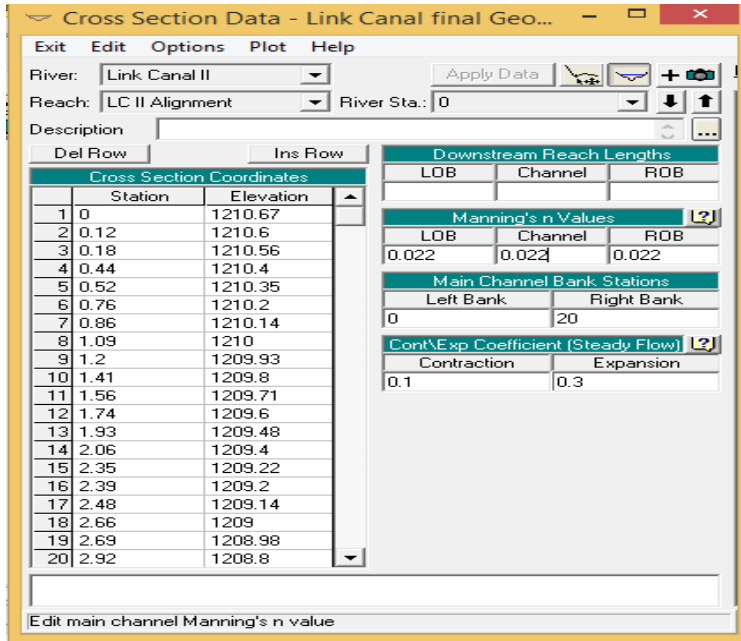 Cross Section Data - Link Canal final Geo...
Exit Edit Options Plot Help
River: Link Canal II Apply Data
Reach: LC II Alignment River Sta.: 0
Description ...
Del Row Ins Row
Cross Section Coordinates
Station Elevation
1 0 1210.67
2 0.12 1210.6
3 0.18 1210.56
4 0.44 1210.4
5 0.52 1210.35
6 0.76 1210.2
7 0.86 1210.14
8 1.09 1210
9 1.2 1209.93
10 1.41 1209.8
11 1.56 1209.71
12 1.74 1209.6
13 1.93 1209.48
14 2.06 1209.4
15 2.35 1209.22
16 2.39 1209.2
17 2.48 1209.14
18 2.66 1209
19 2.69 1208.98
20 2.92 1208.8
Downstream Reach Lengths
LOB Channel ROB
Manning's n Values ?
LOB Channel ROB
0.022 0.022 0.022
Main Channel Bank Stations
Left Bank Right Bank
0 20
Cont\Exp Coefficient (Steady Flow) ?
Contraction Expansion
0.1 0.3
Edit main channel Manning's n value